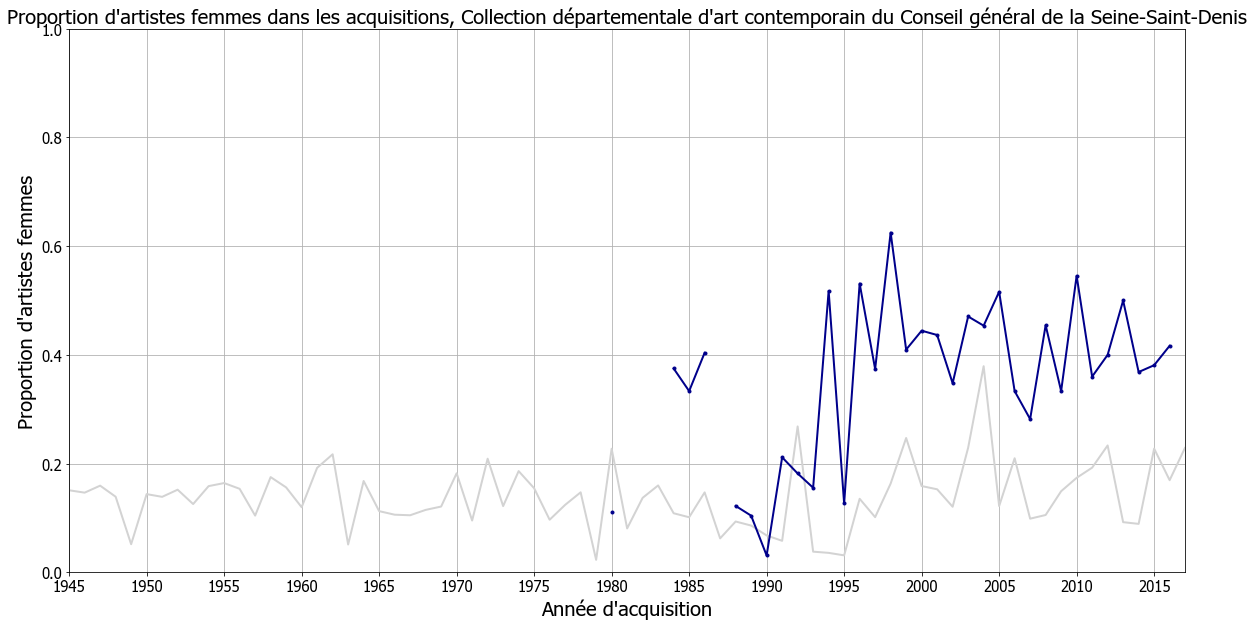 Proportion d'artistes femmes dans les acquisitions, Collection départementale d'art contemporain du Conseil général de la Seine-Saint-Denis
1.0
0.8
0.6
0.4
0.2
0.0
Proportion d'artistes femmes
1945 1950 1955 1960 1965 1970 1975 1980 1985 1990 1995 2000 2005 2010 2015
Année d'acquisition